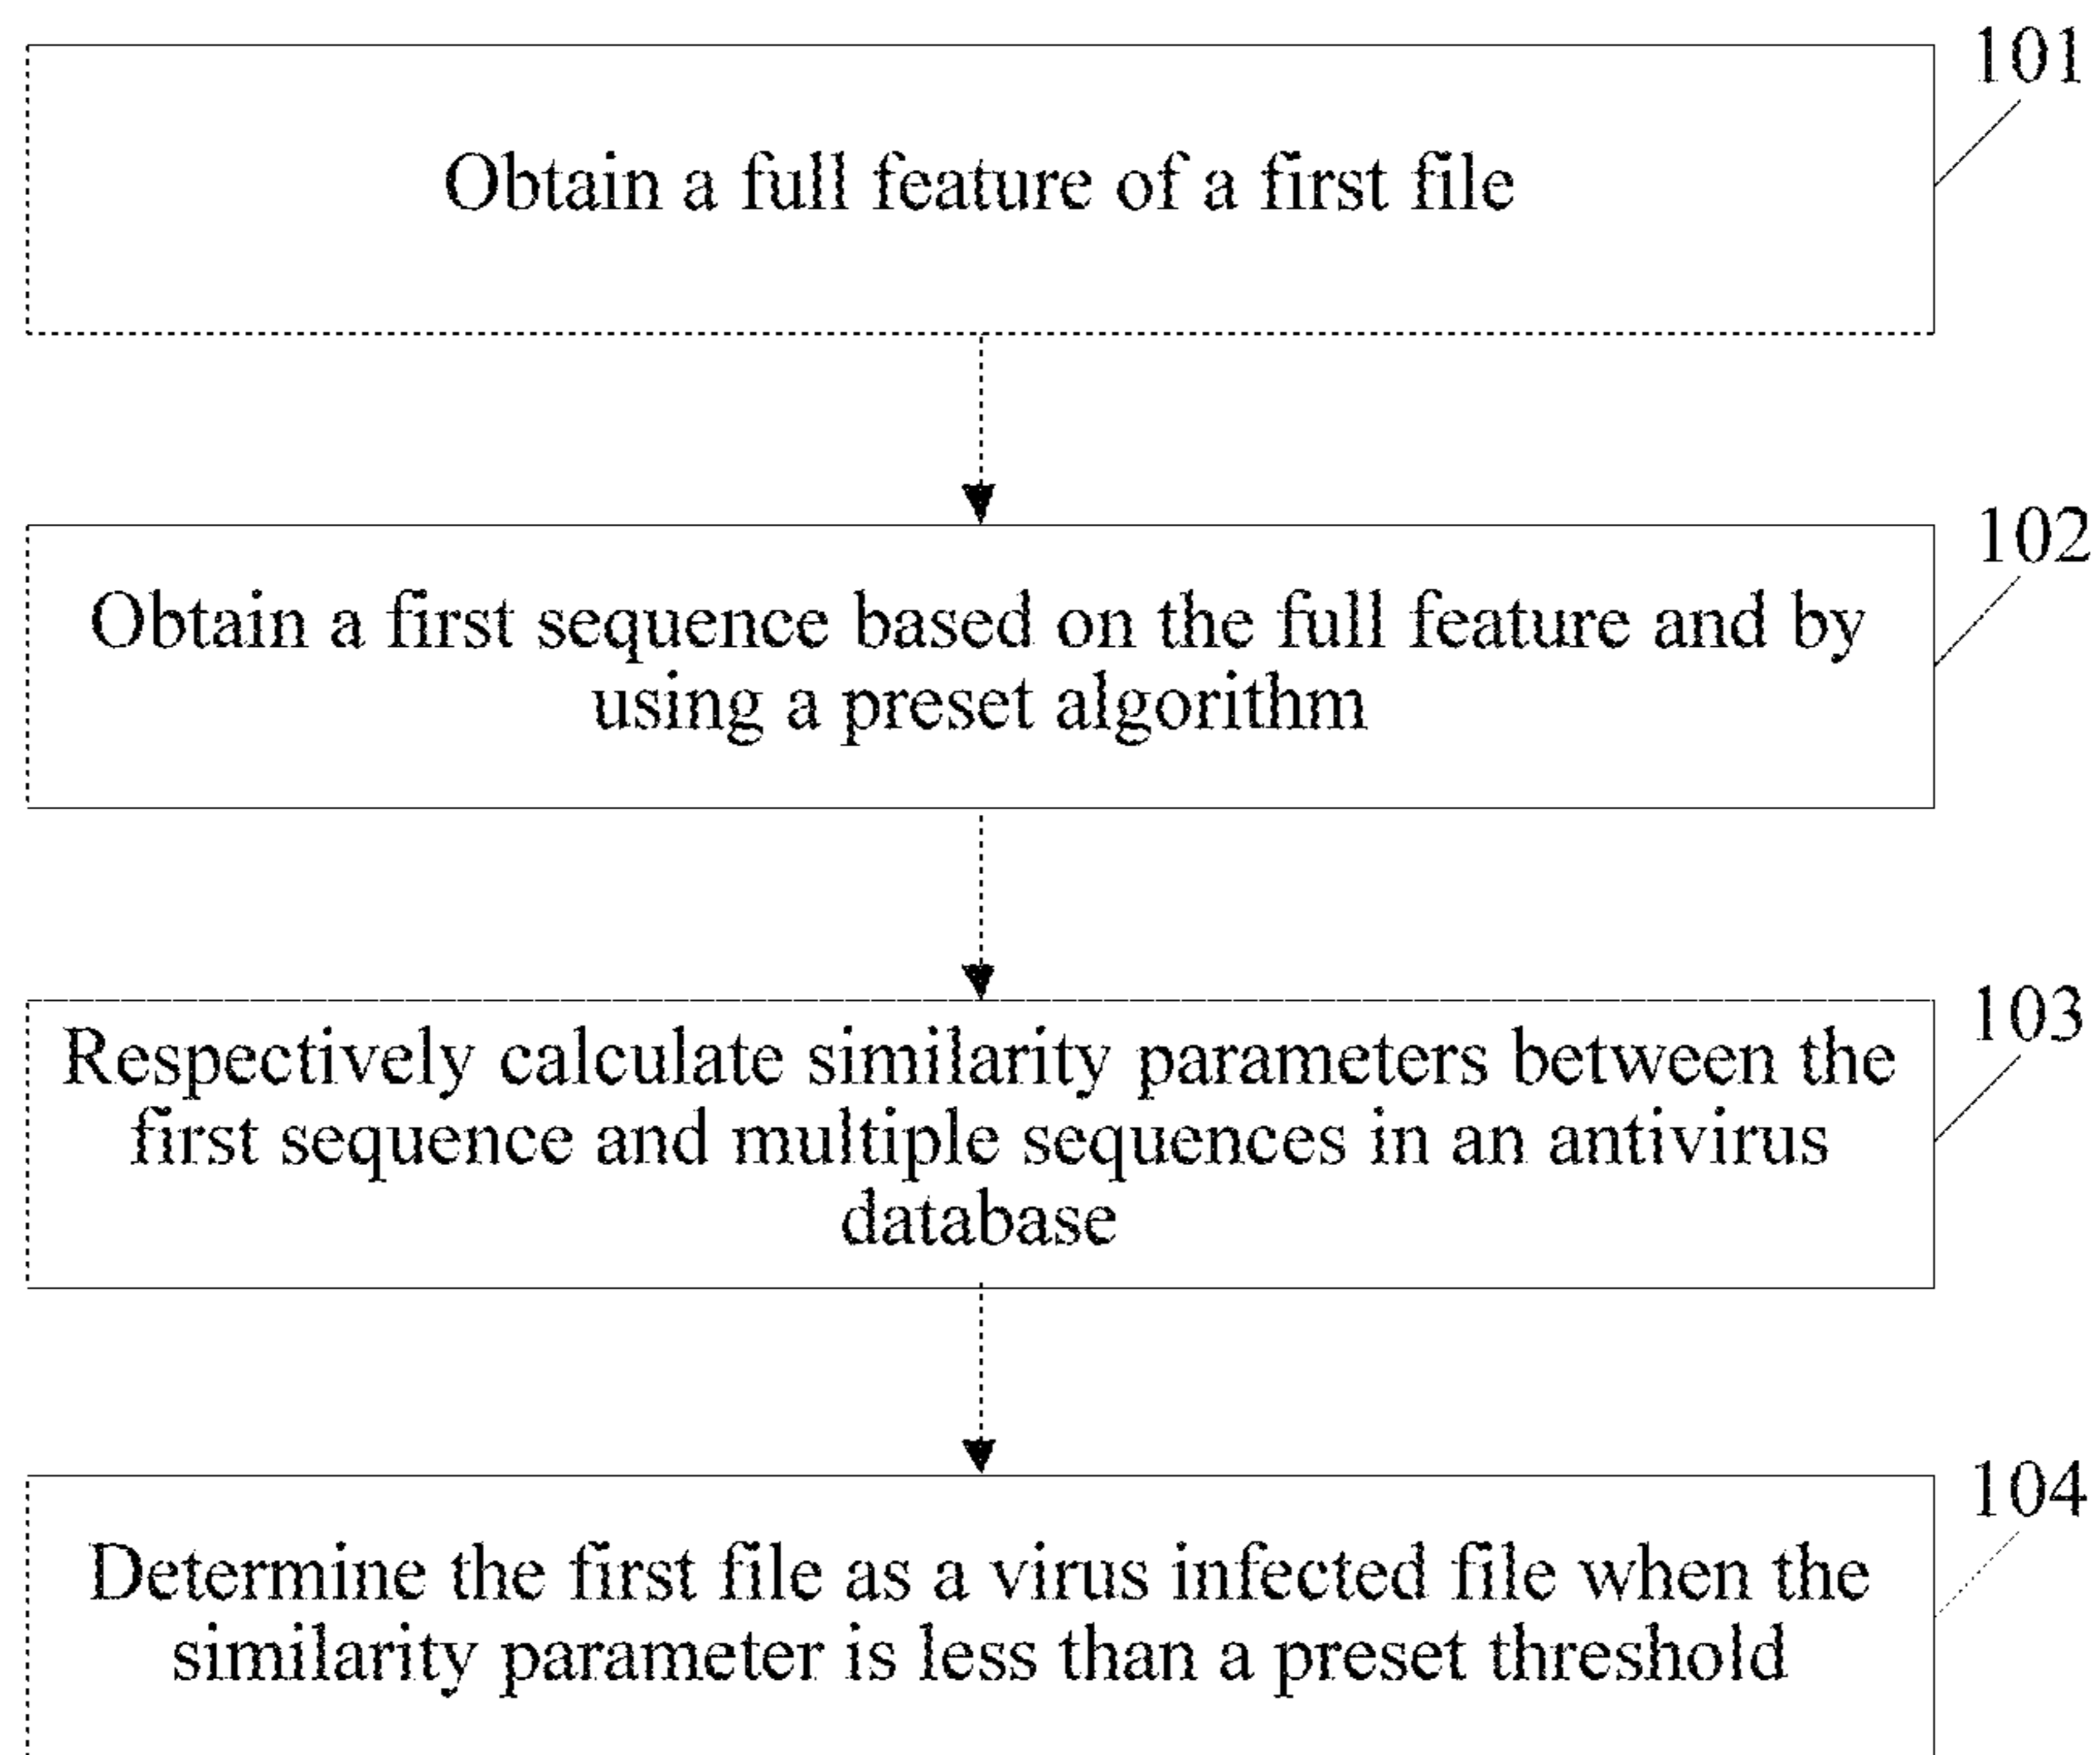 101
Obtain a full feature of a first file
102
Obtain a first sequence based on the full feature and by
using a preset algorithm
103
Respectively calculate similarity parameters between the
first sequence and multiple sequences in an antivirus
database
104
Determine the first file as a virus infected file when the
similarity parameter is less than a preset threshold